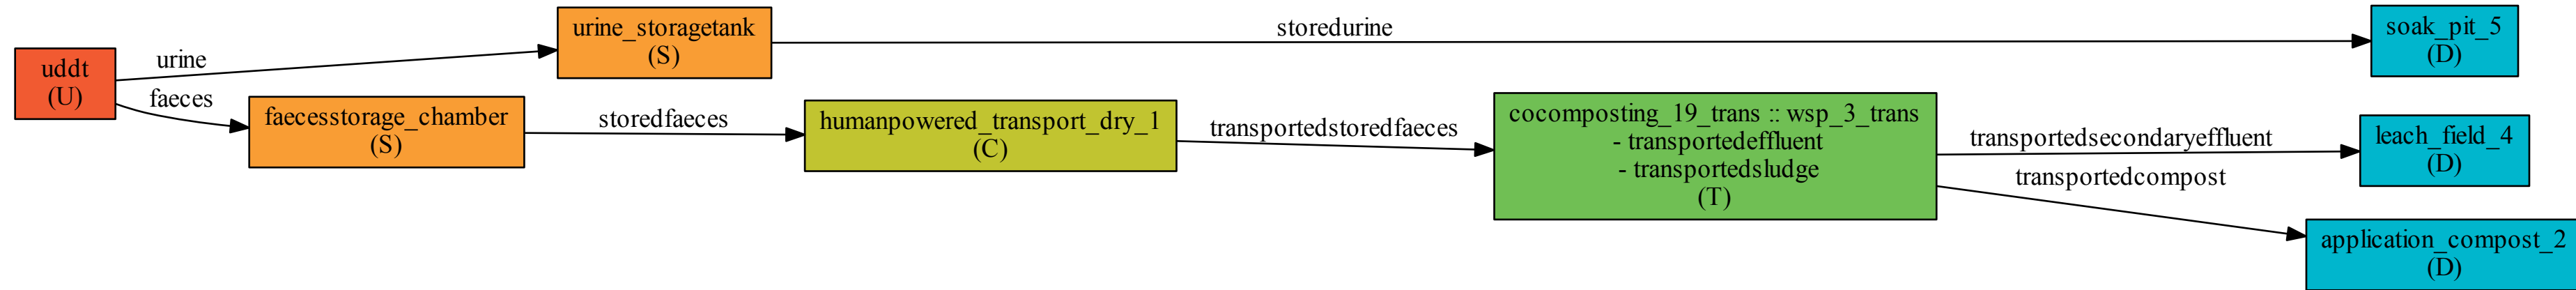 uddt
(U)
urine
faeces
urine_storagetank
(S)
faecesstorage_chamber
(S)
storedurine
storedfaeces
humanpowered_transport_dry_1
(C)
transportedstoredfaeces
cocomposting_19_trans :: wsp_3_trans
- transportedeffluent
- transportedsludge
(T)
transportedsecondaryeffluent
transportedcompost
soak_pit_5
(D)
leach_field_4
(D)
application_compost_2
(D)